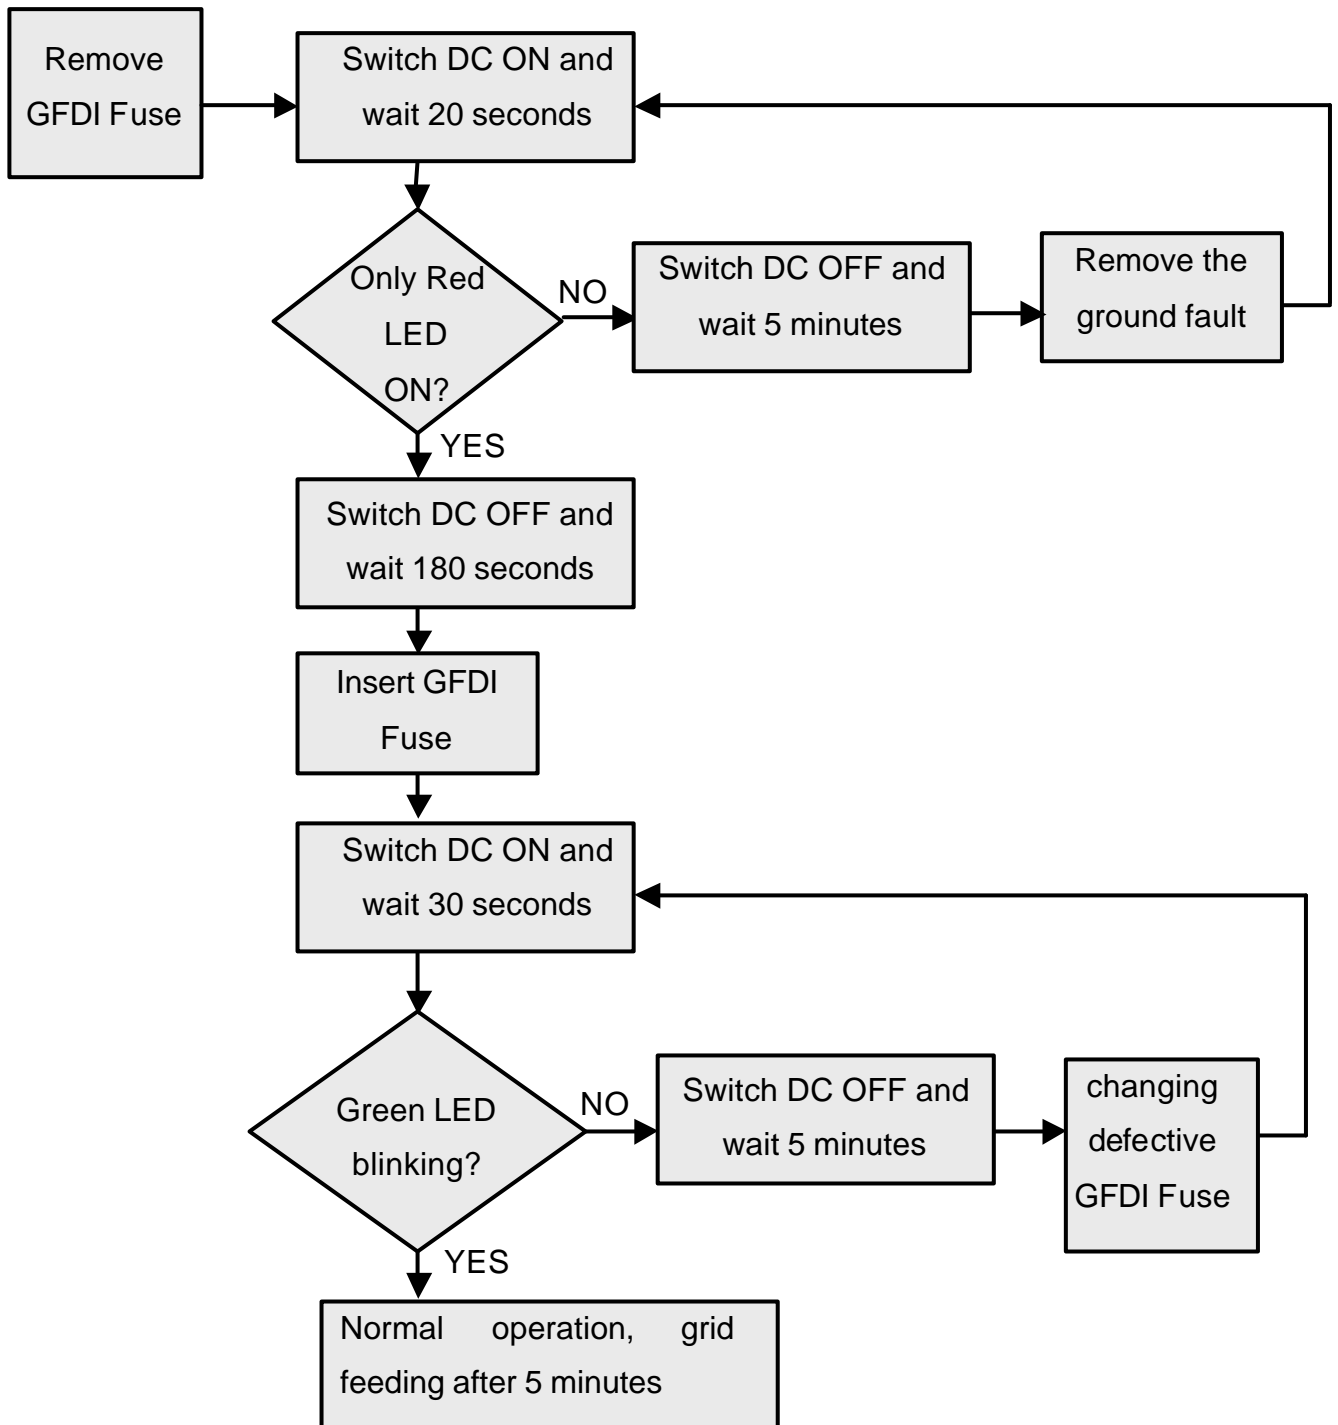 Remove
GFDI Fuse
Switch DC ON and
wait 20 seconds
Only Red
LED
ON?
NO
Switch DC OFF and
wait 5 minutes
Remove the
ground fault
YES
Switch DC OFF and
wait 180 seconds
Insert GFDI
Fuse
Switch DC ON and
wait 30 seconds
Green LED
blinking?
NO
Switch DC OFF and
wait 5 minutes
changing
defective
GFDI Fuse
YES
Normal operation, grid
feeding after 5 minutes